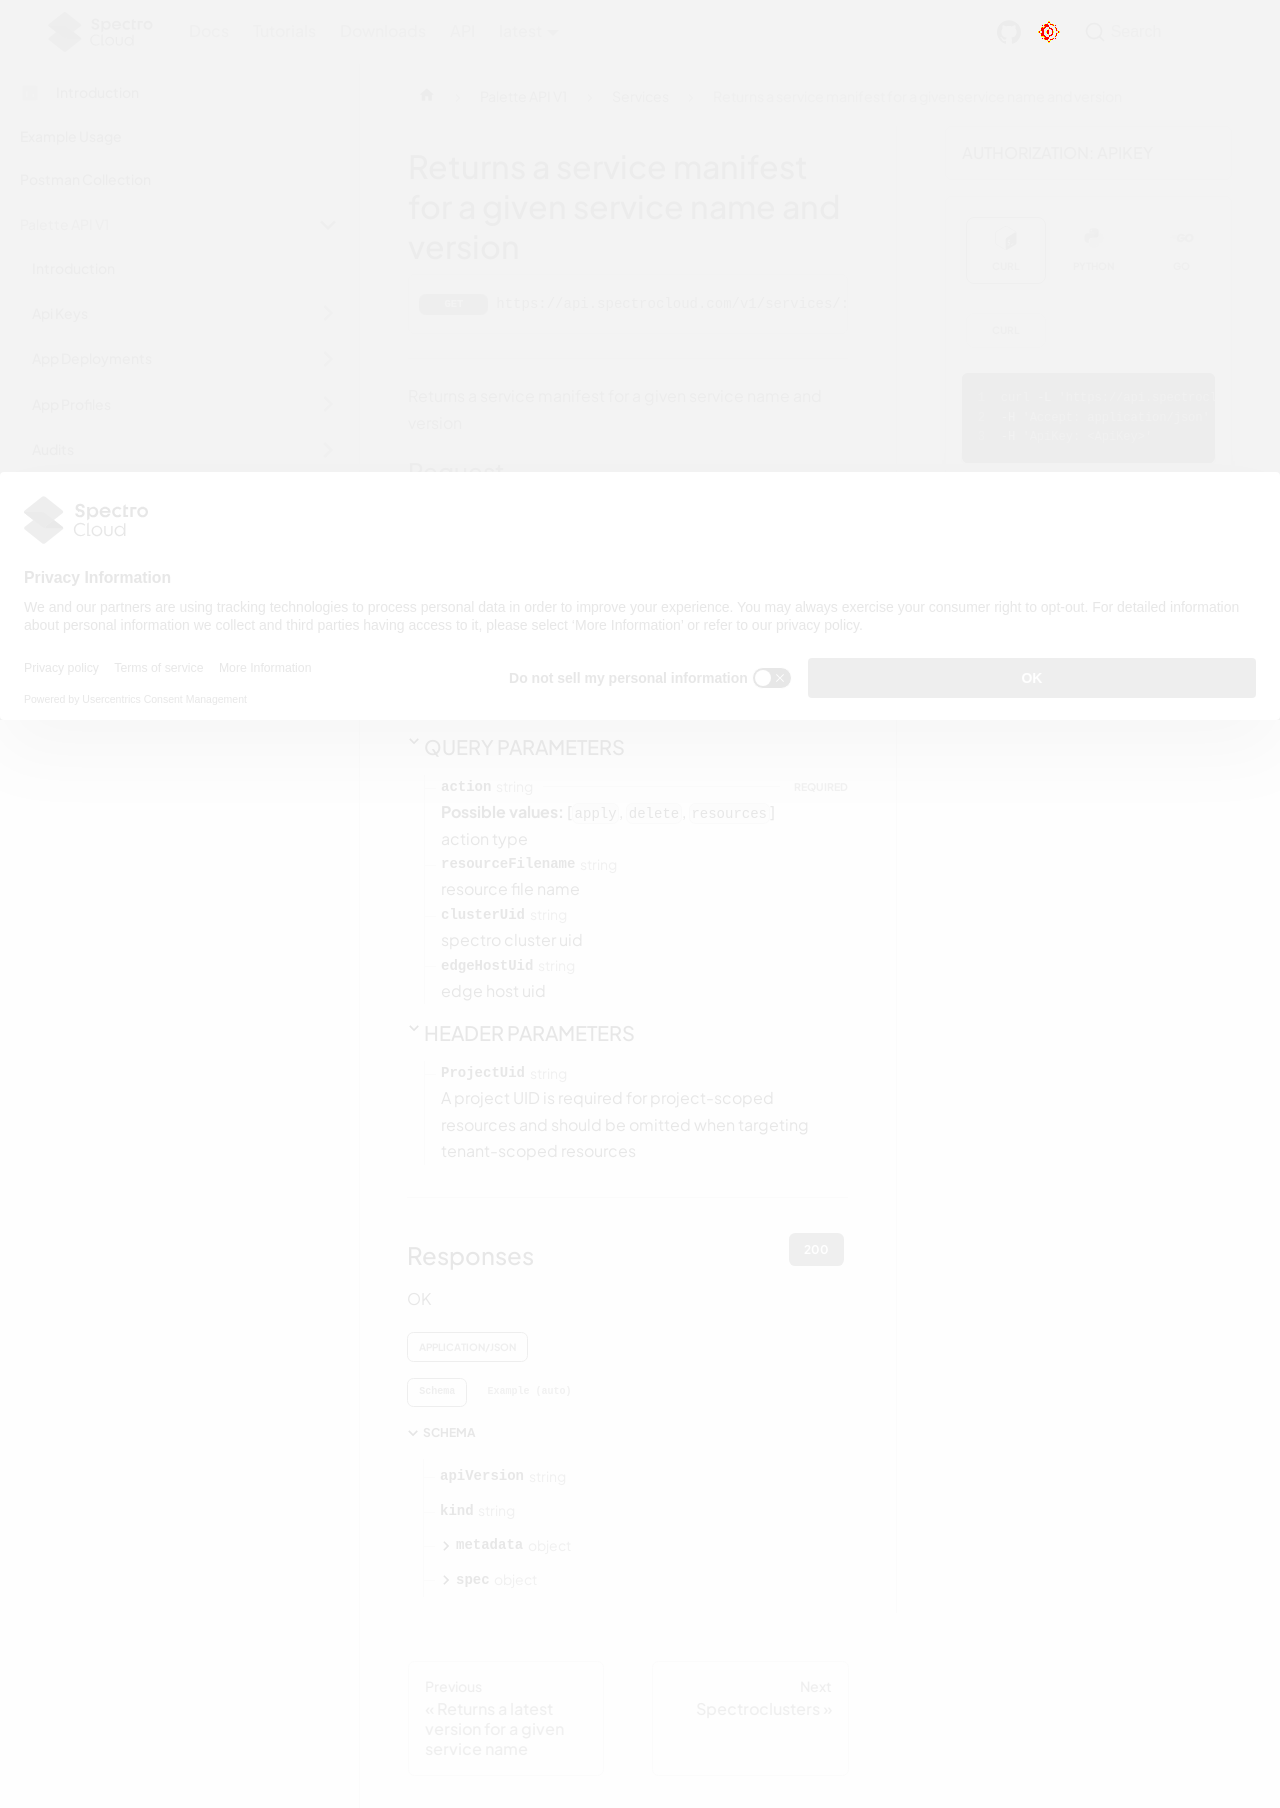 Spectro
Cloud
Docs
Tutorials
Downloads
API
latest
Search
Introduction
Example Usage
Postman Collection
Palette API V1
Introduction
Api Keys
App Deployments
App Profiles
Audits
Palette API V1
Services
Returns a service manifest for a given service name and version
Returns a service manifest
for a given service name and
version
GET
https://api.spectrocloud.com/v1/services/
Returns a service manifest for a given service name and
version
Request
AUTHORIZATION: APIKEY
CURL
PYTHON
GO
CURL
Spectro
Cloud
Privacy Information
We and our partners are using tracking technologies to process personal data in order to improve your experience. You may always exercise your consumer right to opt-out. For detailed information
about personal information we collect and third parties having access to it, please select 'More Information' or refer to our privacy policy.
Privacy policy
Terms of service
More Information
Powered by Usercentrics Consent Management
Do not sell my personal information
OK
QUERY PARAMETERS
action string REQUIRED
Possible values: [apply, delete, resources]
action type
resourceFilename string
resource file name
clusterUid string
spectro cluster uid
edgeHostUid string
edge host uid
HEADER PARAMETERS
ProjectUid string
A project UID is required for project-scoped
resources and should be omitted when targeting
tenant-scoped resources
Responses
200
OK
APPLICATION/JSON
Schema
Example (auto)
SCHEMA
apiVersion string
kind string
metadata object
spec object
Previous
« Returns a latest
version for a given
service name
Next
Spectroclusters »